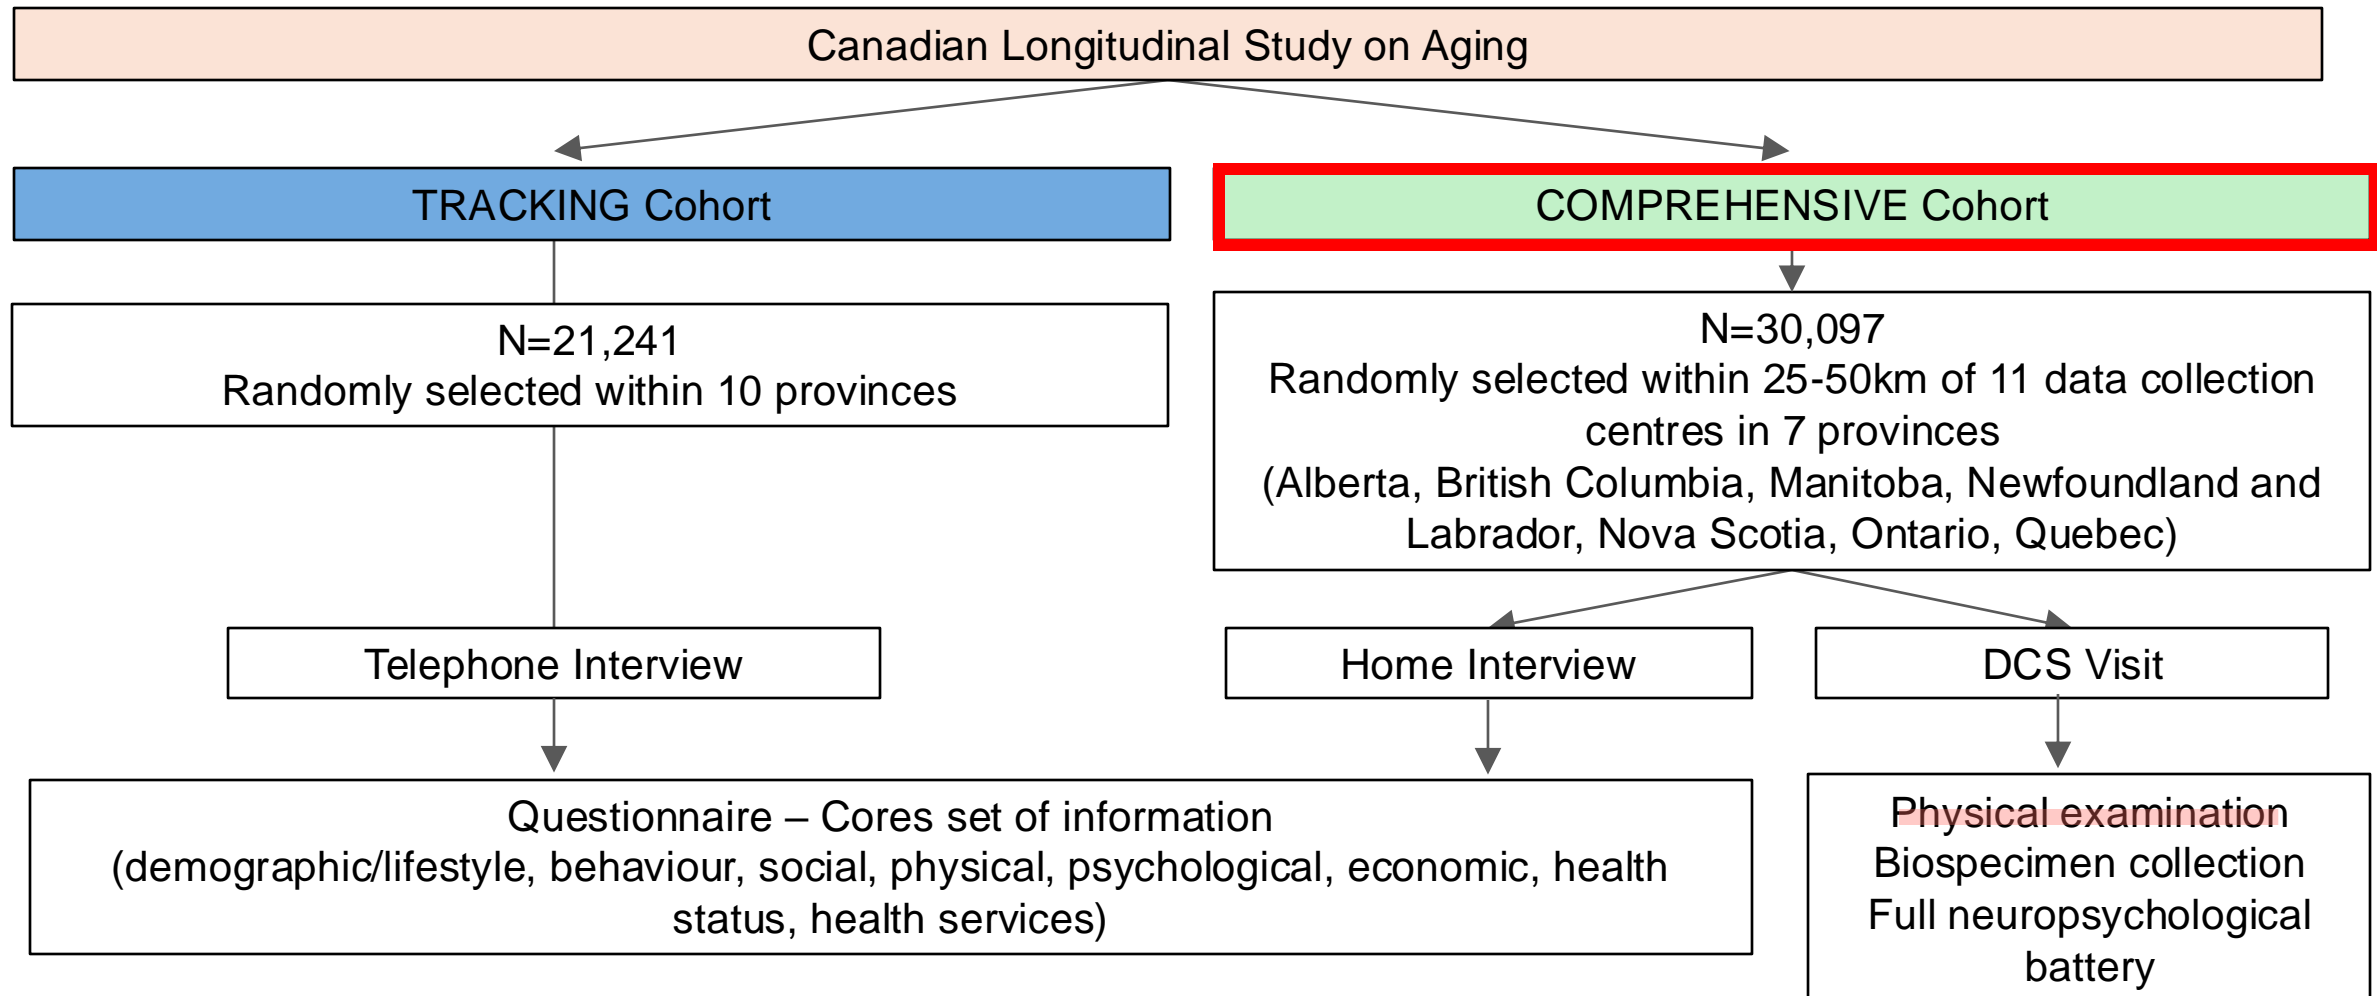 Canadian Longitudinal Study on Aging
TRACKING Cohort
COMPREHENSIVE Cohort
N=21,241
Randomly selected within 10 provinces
N=30,097
Randomly selected within 25-50km of 11 data collection
centres in 7 provinces
(Alberta, British Columbia, Manitoba, Newfoundland and
Labrador, Nova Scotia, Ontario, Quebec)
Telephone Interview
Home Interview
DCS Visit
Questionnaire – Cores set of information
(demographic/lifestyle, behaviour, social, physical, psychological, economic, health
status, health services)
Physical examination
Biospecimen collection
Full neuropsychological
battery